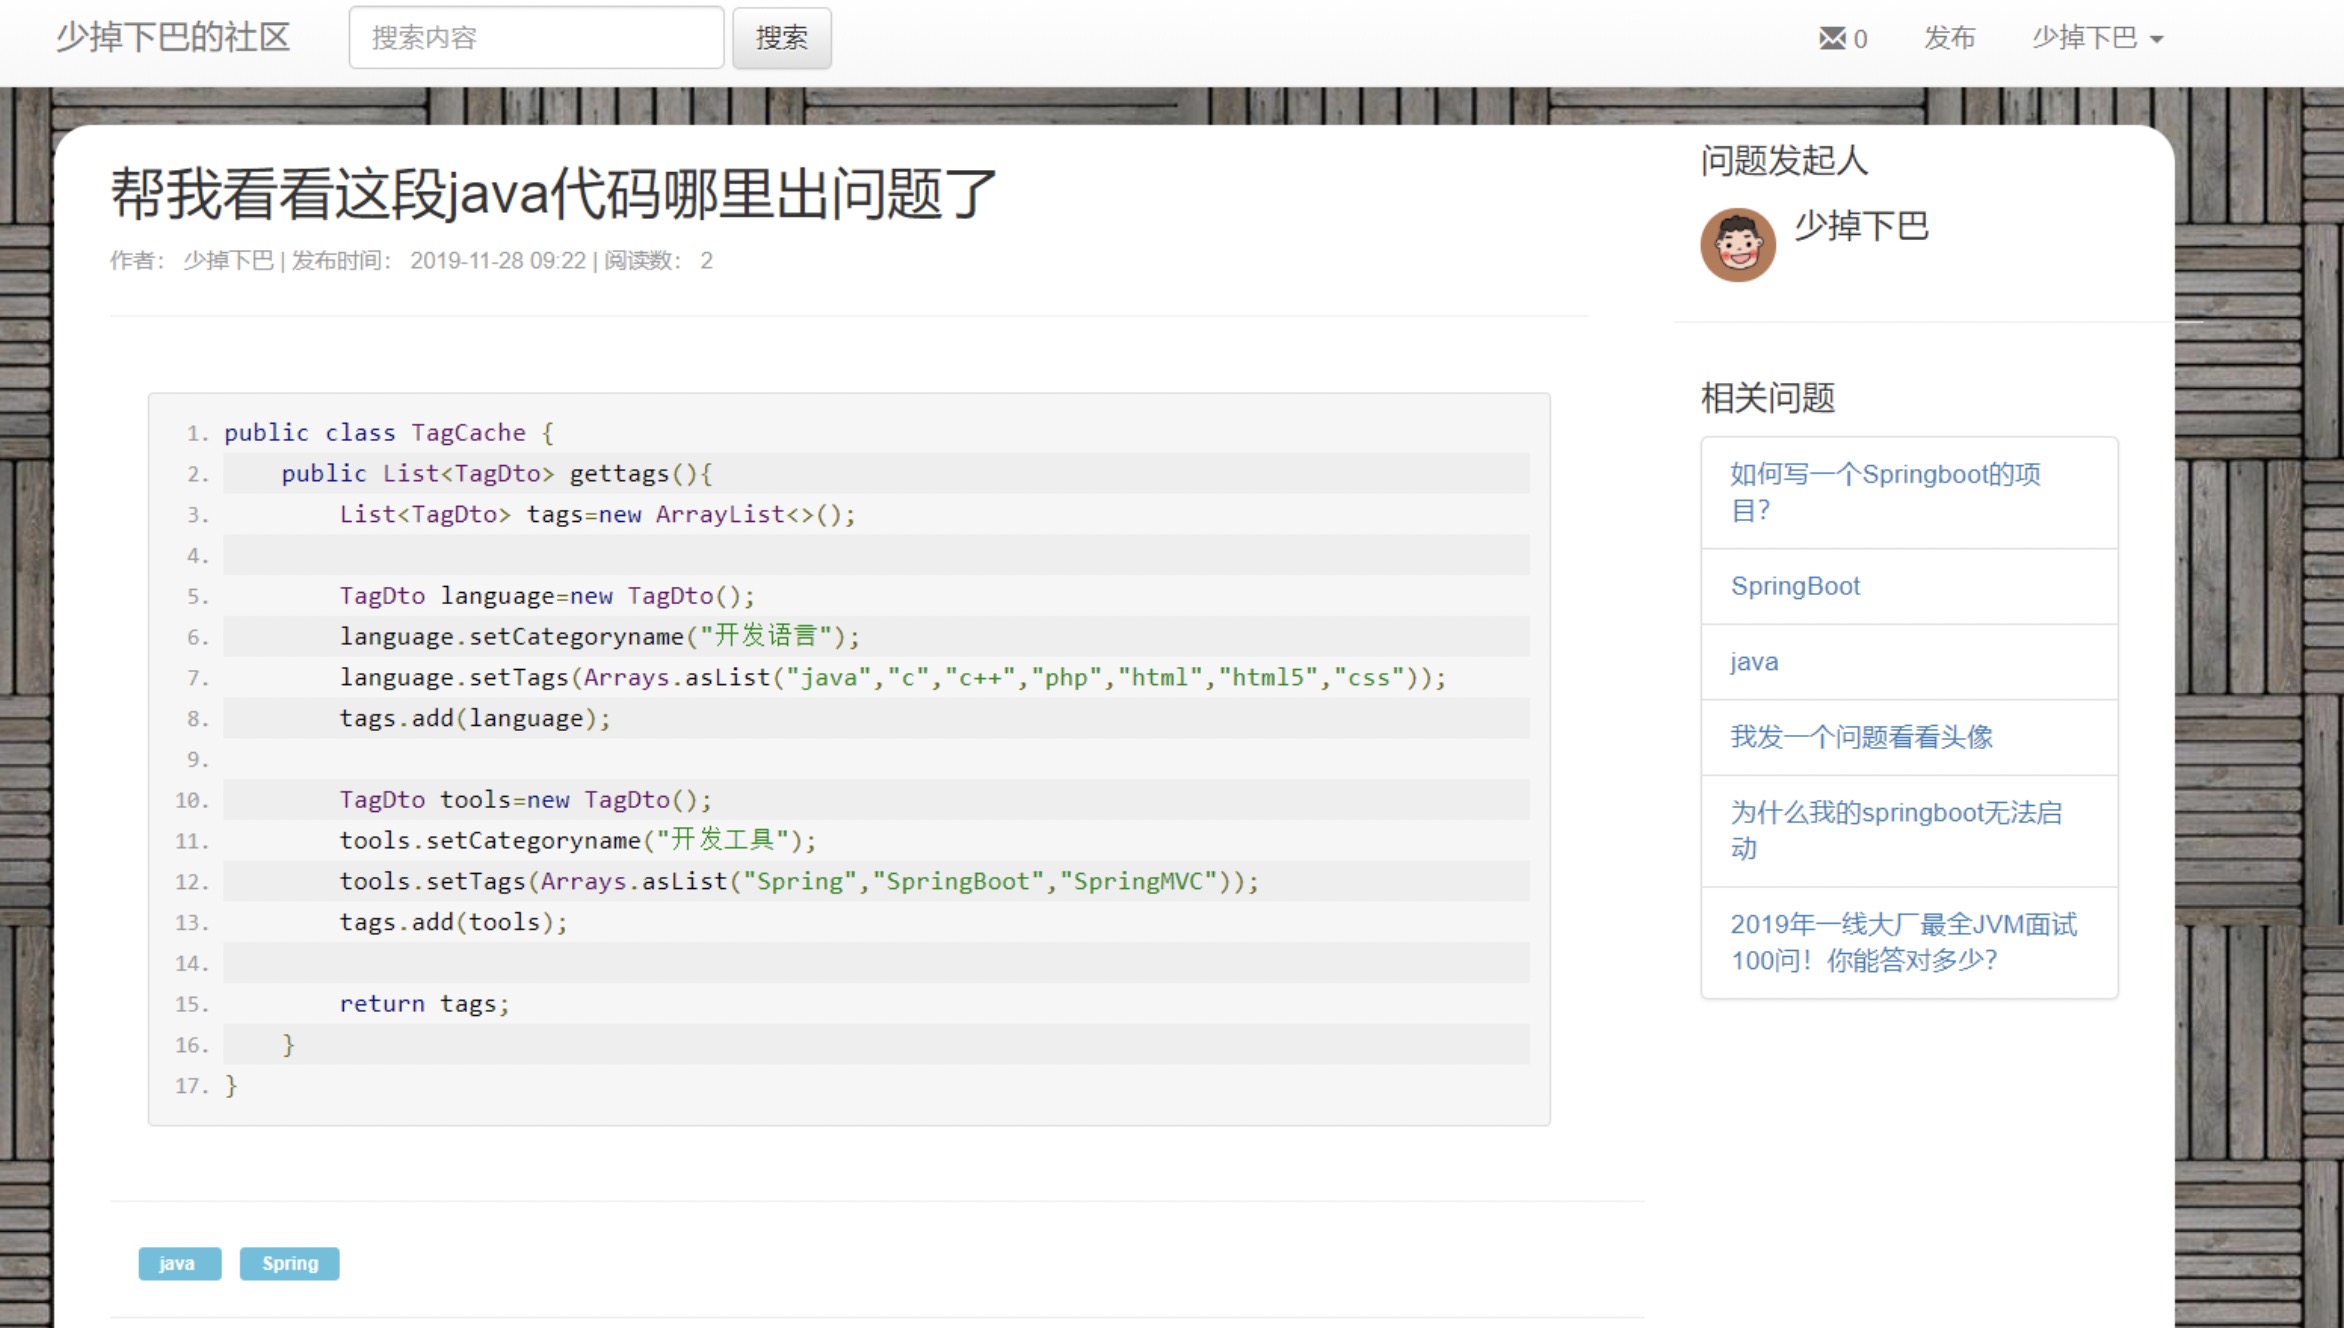 少掉下巴的社区 搜索内容 搜索 0 发布 少掉下巴
帮我看看这段java代码哪里出问题了
作者： 少掉下巴 | 发布时间： 2019-11-28 09:22 | 阅读数： 2
1. public class TagCache {
2.     public List<TagDto> gettags(){
3.         List<TagDto> tags=new ArrayList<>();
4.
5.         TagDto language=new TagDto();
6.         language.setCategoryname("开发语言");
7.         language.setTags(Arrays.asList("java","c","c++","php","html","html5","css"));
8.         tags.add(language);
9.
10.         TagDto tools=new TagDto();
11.         tools.setCategoryname("开发工具");
12.         tools.setTags(Arrays.asList("Spring","SpringBoot","SpringMVC"));
13.         tags.add(tools);
14.
15.         return tags;
16.     }
17. }
java Spring
问题发起人
少掉下巴
相关问题
如何写一个Springboot的项
目？
SpringBoot
java
我发一个问题看看头像
为什么我的springboot无法启
动
2019年一线大厂最全JVM面试
100问！你能答对多少？